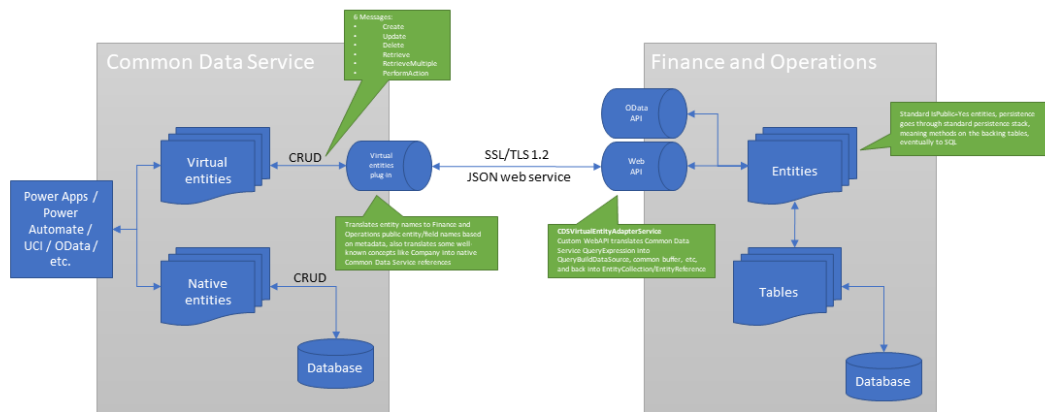 6 Messages:
• Create
• Update
• Delete
• Retrieve
• RetrieveMultiple
• PerformAction
Common Data Service
Finance and Operations
OData
API
Standard IsPublic=Yes entities, persistence
goes through standard persistence stack,
meaning methods on the backing tables,
eventually to SQL
Virtual
entities
CRUD
Virtual
entities
plug-in
SSL/TLS 1.2
JSON web service
Web
API
Entities
Power Apps /
Power
Automate /
UCI / OData /
etc.
Translates entity names to Finance and
Operations public entity/field names based
on metadata, also translates some well-
known concepts like Company into native
Common Data Service references
CDSVirtualEntityAdapterService
Custom WebAPI translates Common Data
Service QueryExpression into
QueryBuildDataSource, common buffer, etc,
and back into EntityCollection/EntityReference
Native
entities
CRUD
Tables
Database
Database